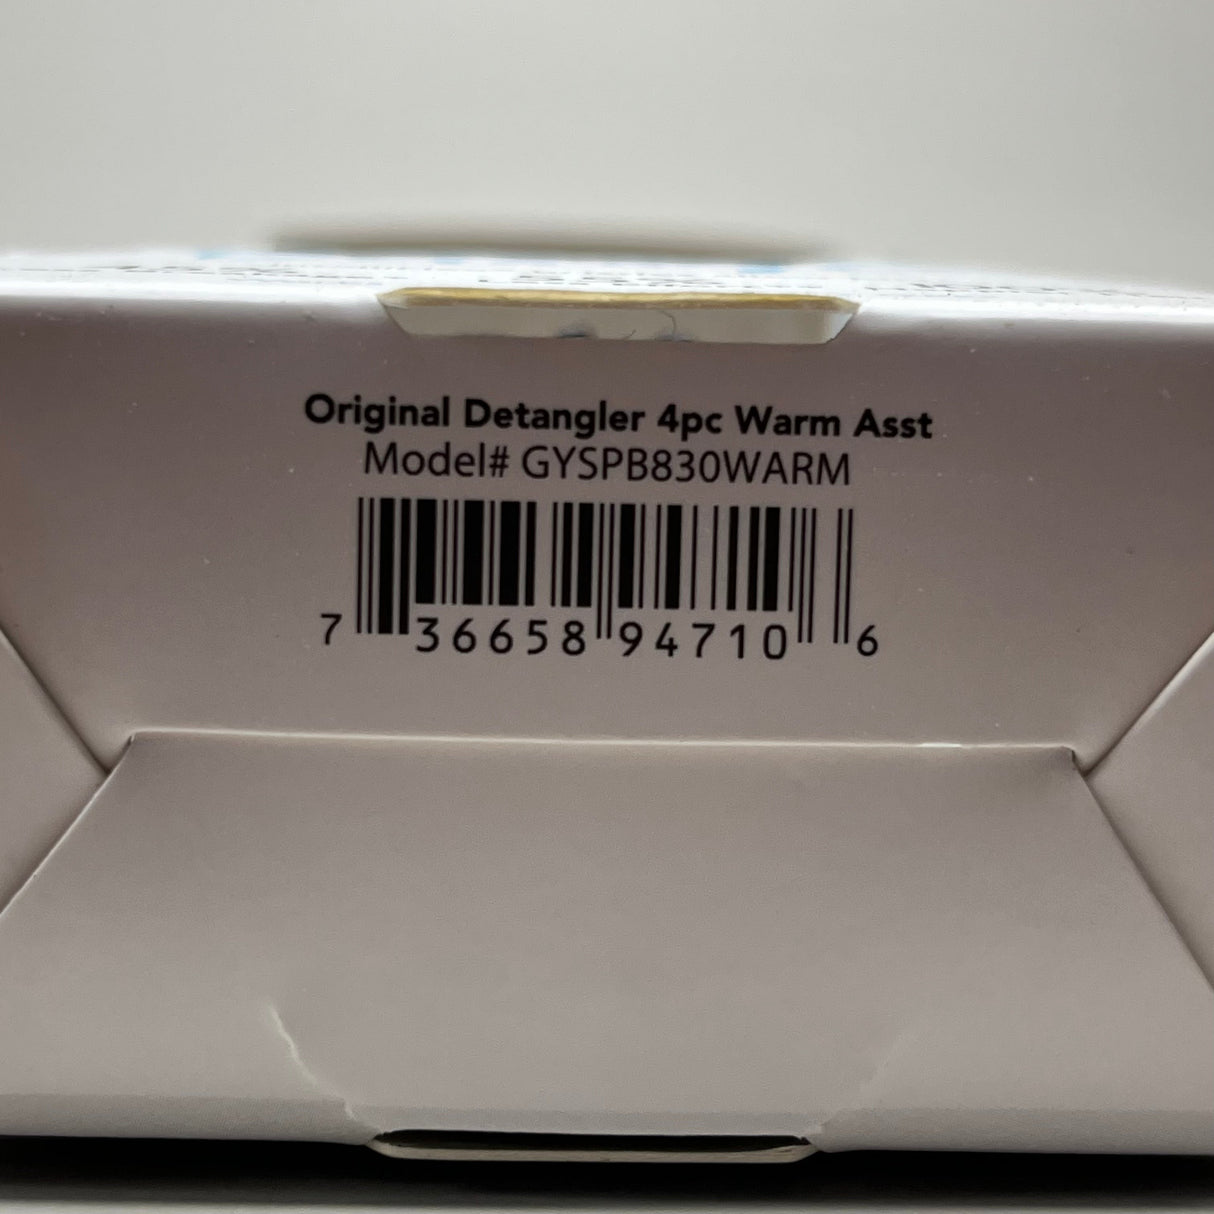 Original Detangler 4pc Warm Asst
Model# GYSPB830WARM
7 36658 94710 6